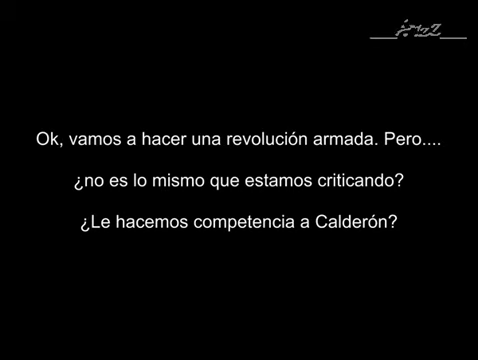 Ok, vamos a hacer una revolución armada. Pero....
¿no es lo mismo que estamos criticando?
¿Le hacemos competencia a Calderón?